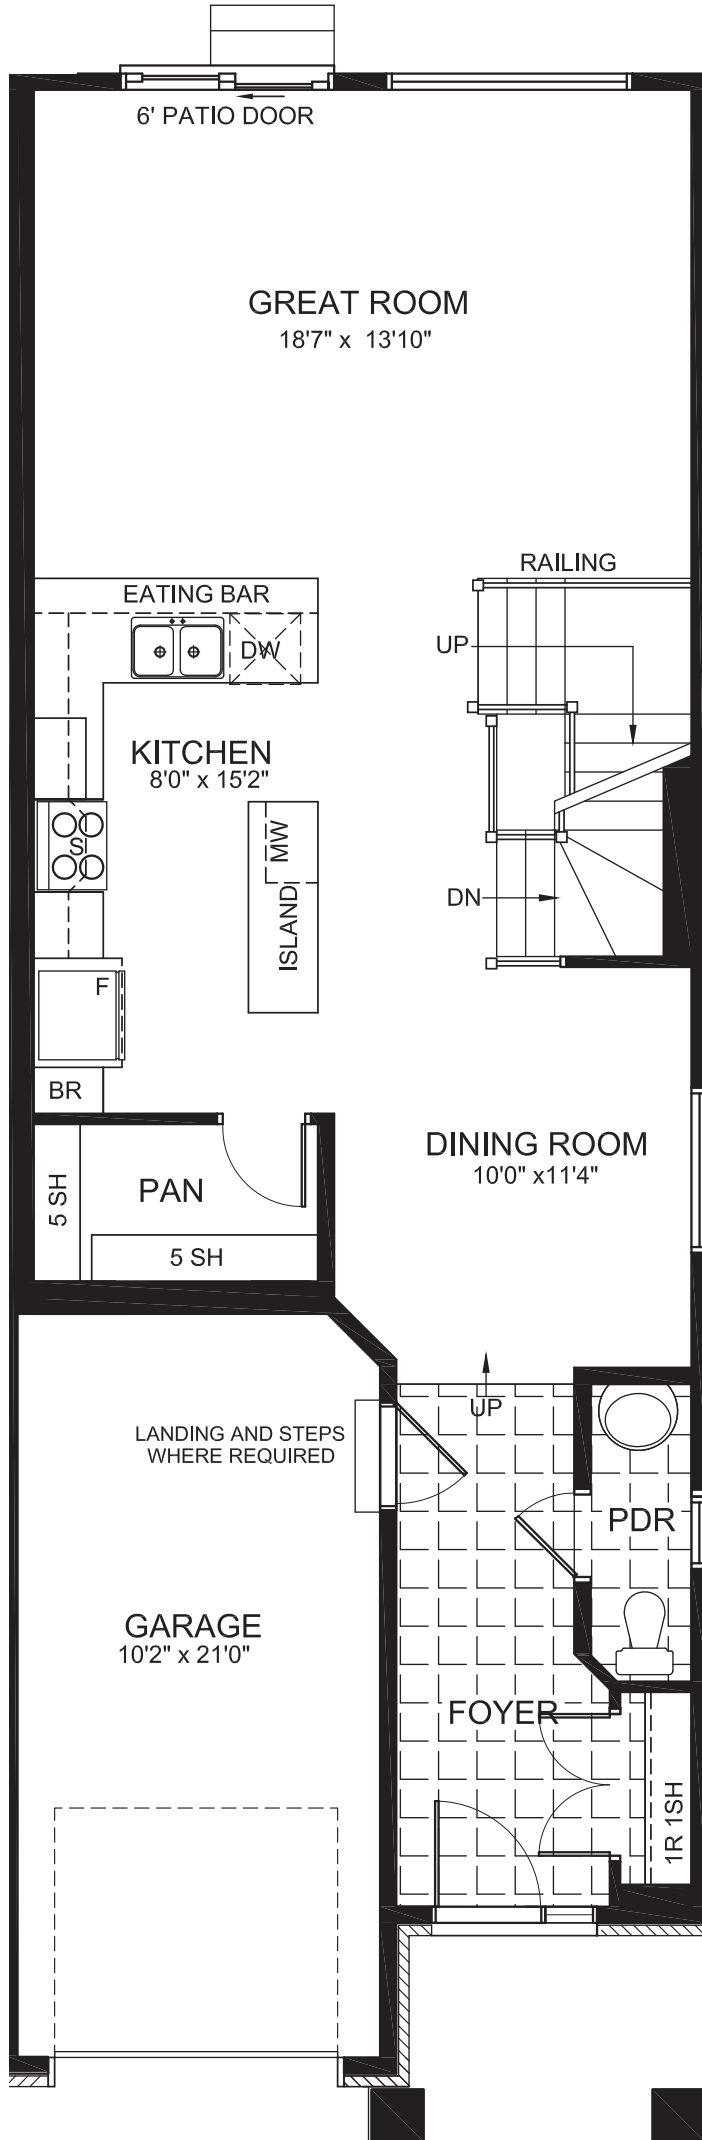 6' PATIO DOOR
GREAT ROOM
18'7" x 13'10"
RAILING
EATING BAR
UP
DW
KITCHEN
8'0" x 15'2"
MW
S
ISLAND
DN
F
BR
DINING ROOM
10'0" x11'4"
PAN
5 SH
5 SH
UP
LANDING AND STEPS
WHERE REQUIRED
PDR
GARAGE
10'2" x 21'0"
FOYER
1R 1SH